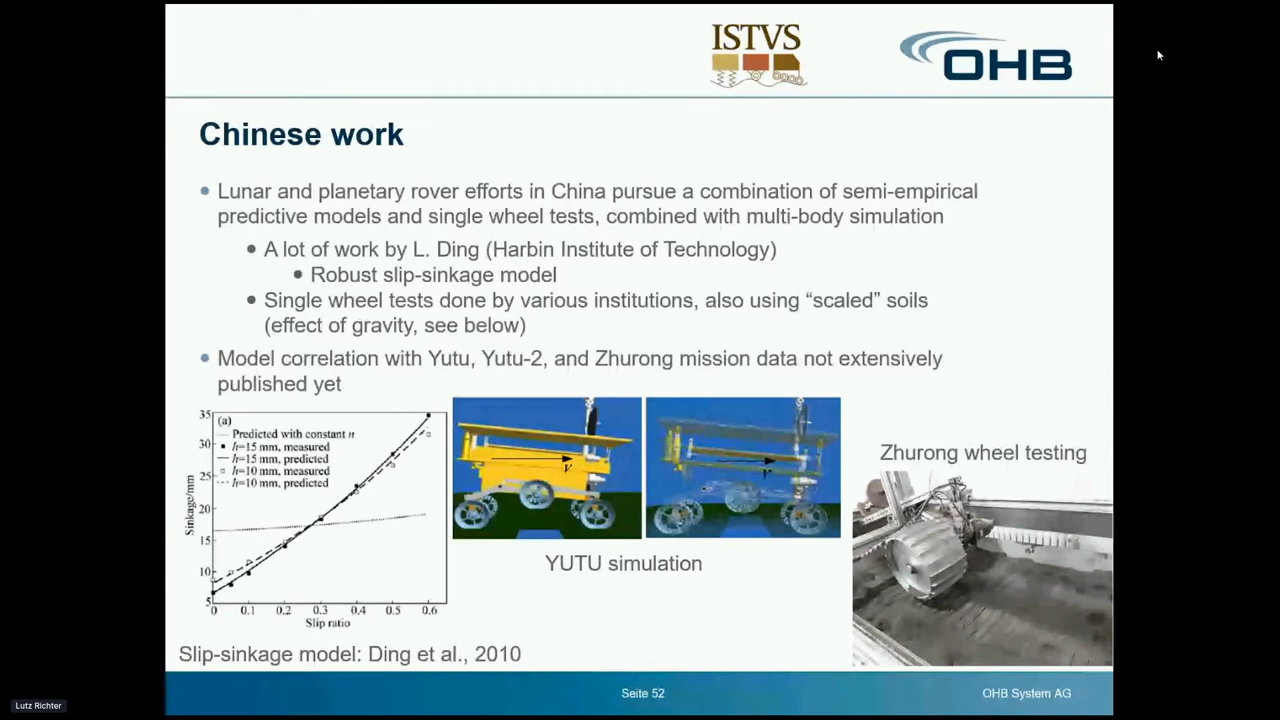 ISTVS
OHB
Chinese work
Lunar and planetary rover efforts in China pursue a combination of semi-empirical
predictive models and single wheel tests, combined with multi-body simulation
A lot of work by L. Ding (Harbin Institute of Technology)
Robust slip-sinkage model
Single wheel tests done by various institutions, also using “scaled” soils
(effect of gravity, see below)
Model correlation with Yutu, Yutu-2, and Zhurong mission data not extensively
published yet
(a)
Predicted with constant n
h=15 mm, measured
h=15 mm, predicted
h=10 mm, measured
h=10 mm, predicted
Sinkage/mm
35
30
25
20
15
10
5
0 0.1 0.2 0.3 0.4 0.5 0.6
Slip ratio
v
v
YUTU simulation
Zhurong wheel testing
Slip-sinkage model: Ding et al., 2010
Seite 52
OHB System AG
Lutz Richter